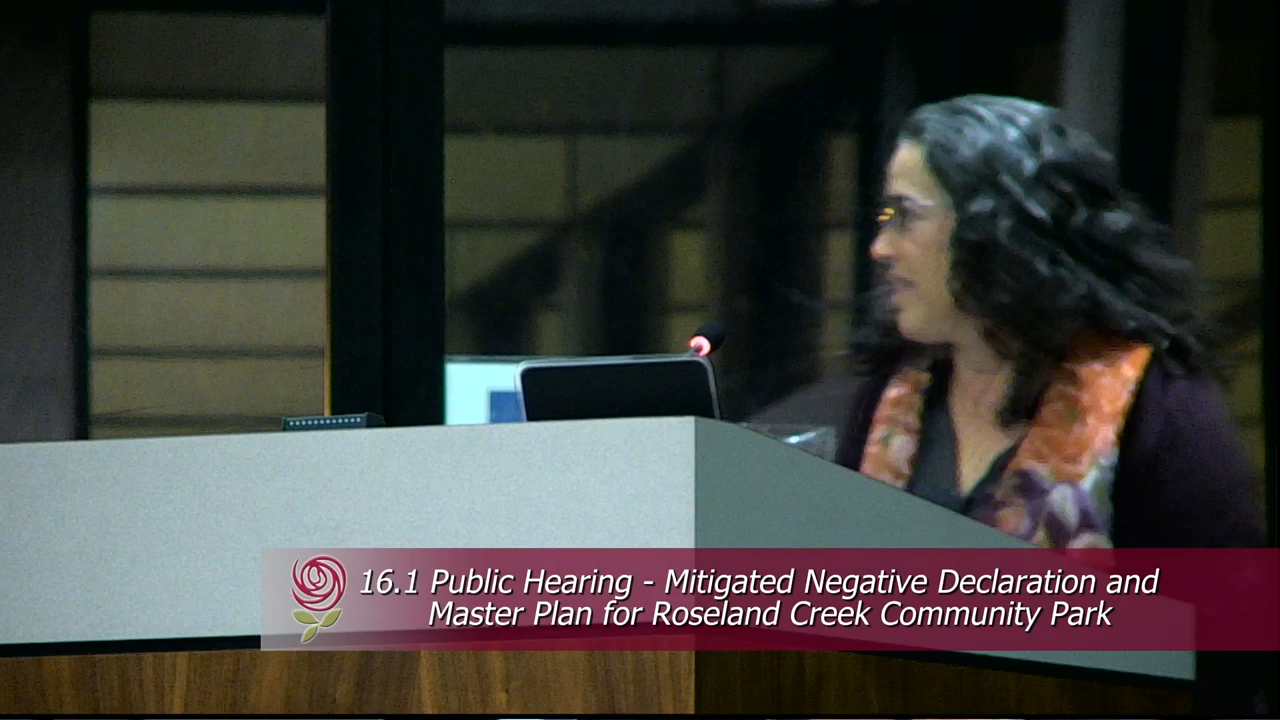 16.1 Public Hearing - Mitigated Negative Declaration and
Master Plan for Roseland Creek Community Park